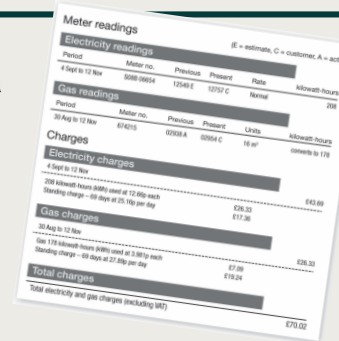 Meter readings
(E = estimate, C = customer, A = act
Electricity readings
Period Meter no. Previous Present Rate kilowatt-hours
4 Sept to 12 Nov 5088 06654 12549 E 12757 C Normal 208
Gas readings
Period Meter no. Previous Present Units kilowatt-hours
30 Aug to 12 Nov 674215 02938 A 02954 C 16 m³ converts to 178
Charges
Electricity charges
4 Sept to 12 Nov
208 kilowatt-hours (kWh) used at 12.66p each £26.33
Standing charge – 69 days at 25.16p per day £17.36 £43.69
Gas charges
30 Aug to 12 Nov
Gas 178 kilowatt-hours (kWh) used at 3.981p each £7.09
Standing charge – 69 days at 27.88p per day £19.24 £26.33
Total charges
Total electricity and gas charges (excluding VAT) £70.02